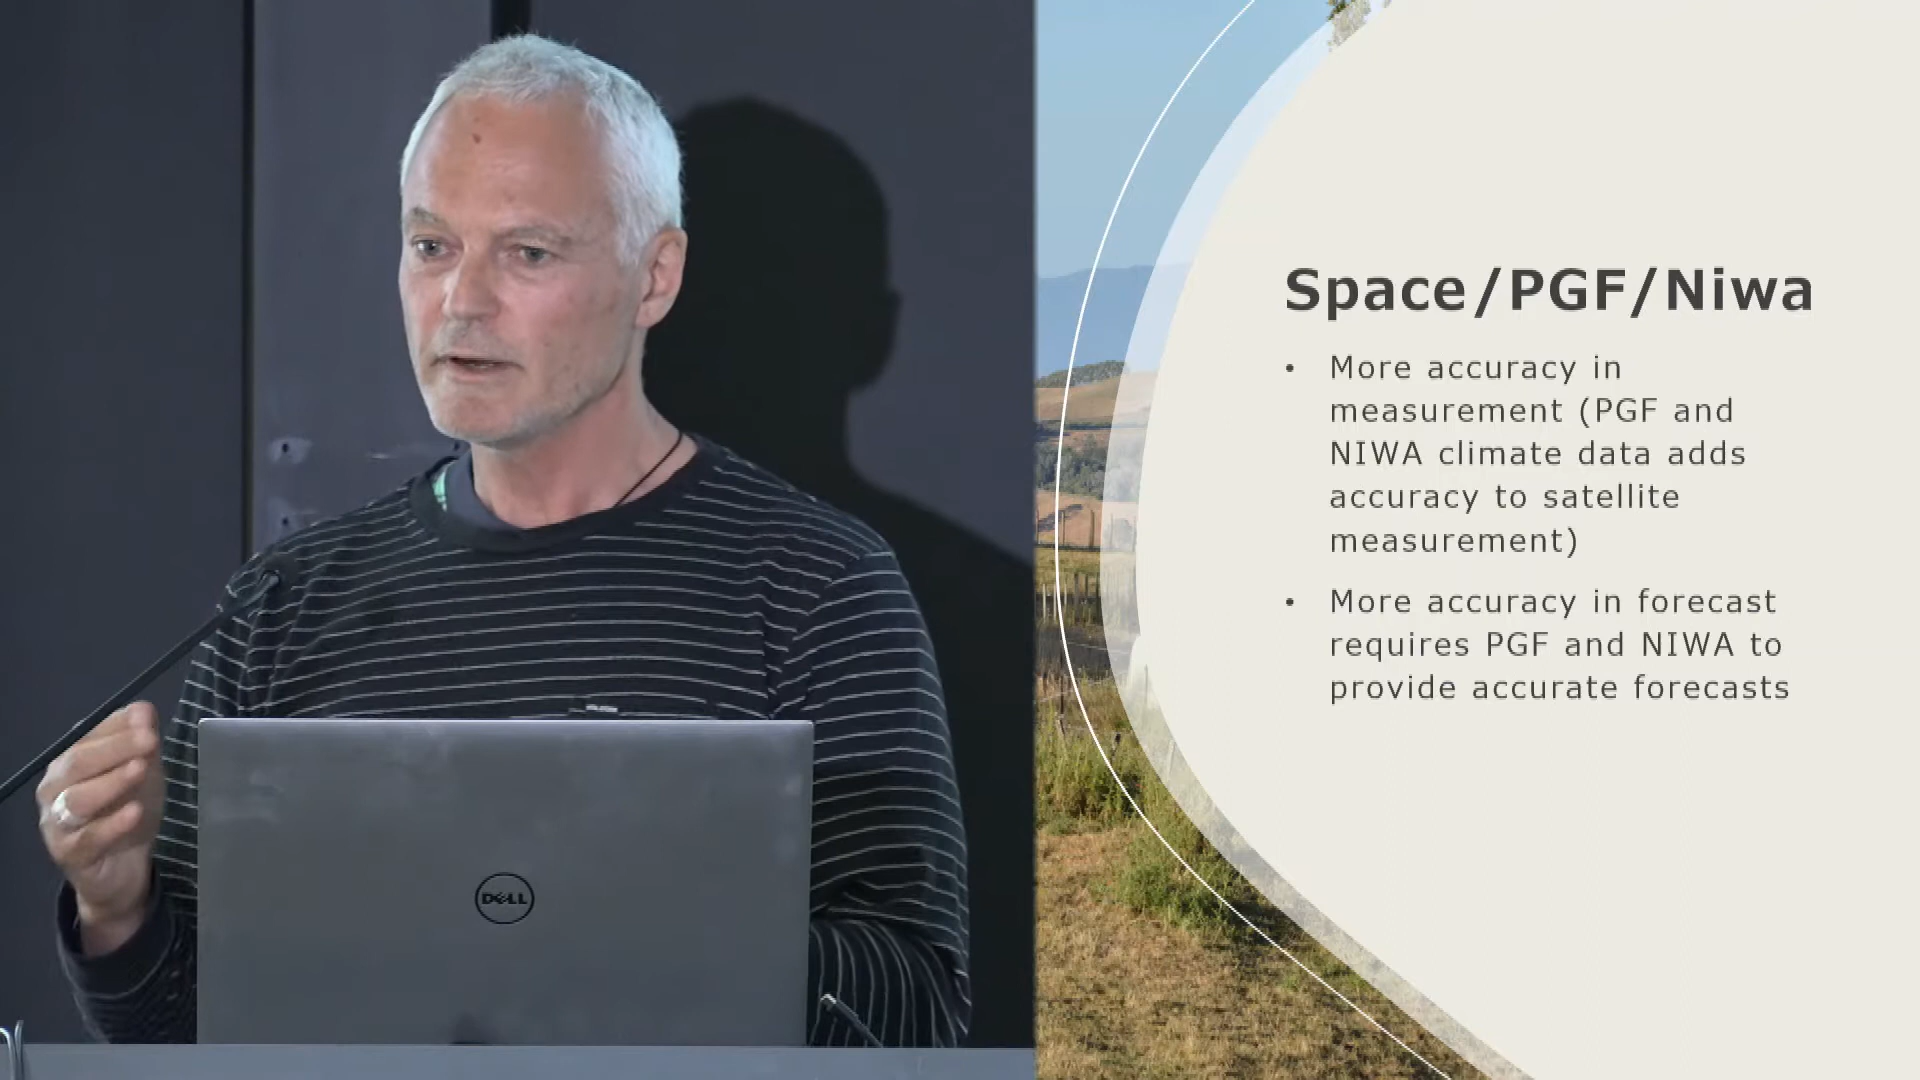 Space/PGF/Niwa
• More accuracy in
measurement (PGF and
NIWA climate data adds
accuracy to satellite
measurement)
• More accuracy in forecast
requires PGF and NIWA to
provide accurate forecasts
DELL